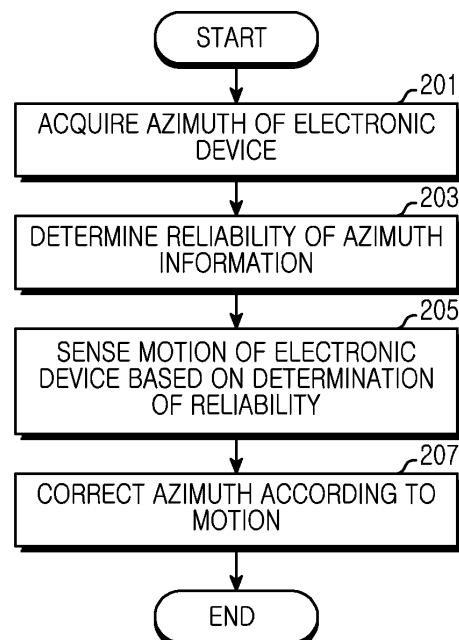 START
201
ACQUIRE AZIMUTH OF ELECTRONIC
DEVICE
203
DETERMINE RELIABILITY OF AZIMUTH
INFORMATION
205
SENSE MOTION OF ELECTRONIC
DEVICE BASED ON DETERMINATION
OF RELIABILITY
207
CORRECT AZIMUTH ACCORDING TO
MOTION
END